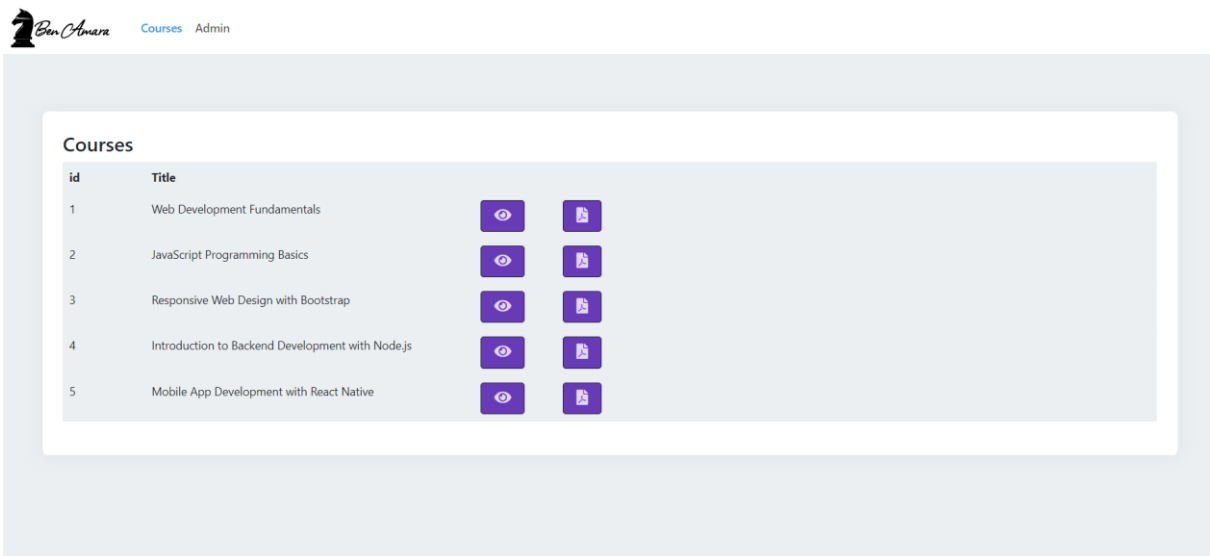 Ben Amara Courses Admin
Courses
id Title
1 Web Development Fundamentals
2 JavaScript Programming Basics
3 Responsive Web Design with Bootstrap
4 Introduction to Backend Development with Node.js
5 Mobile App Development with React Native